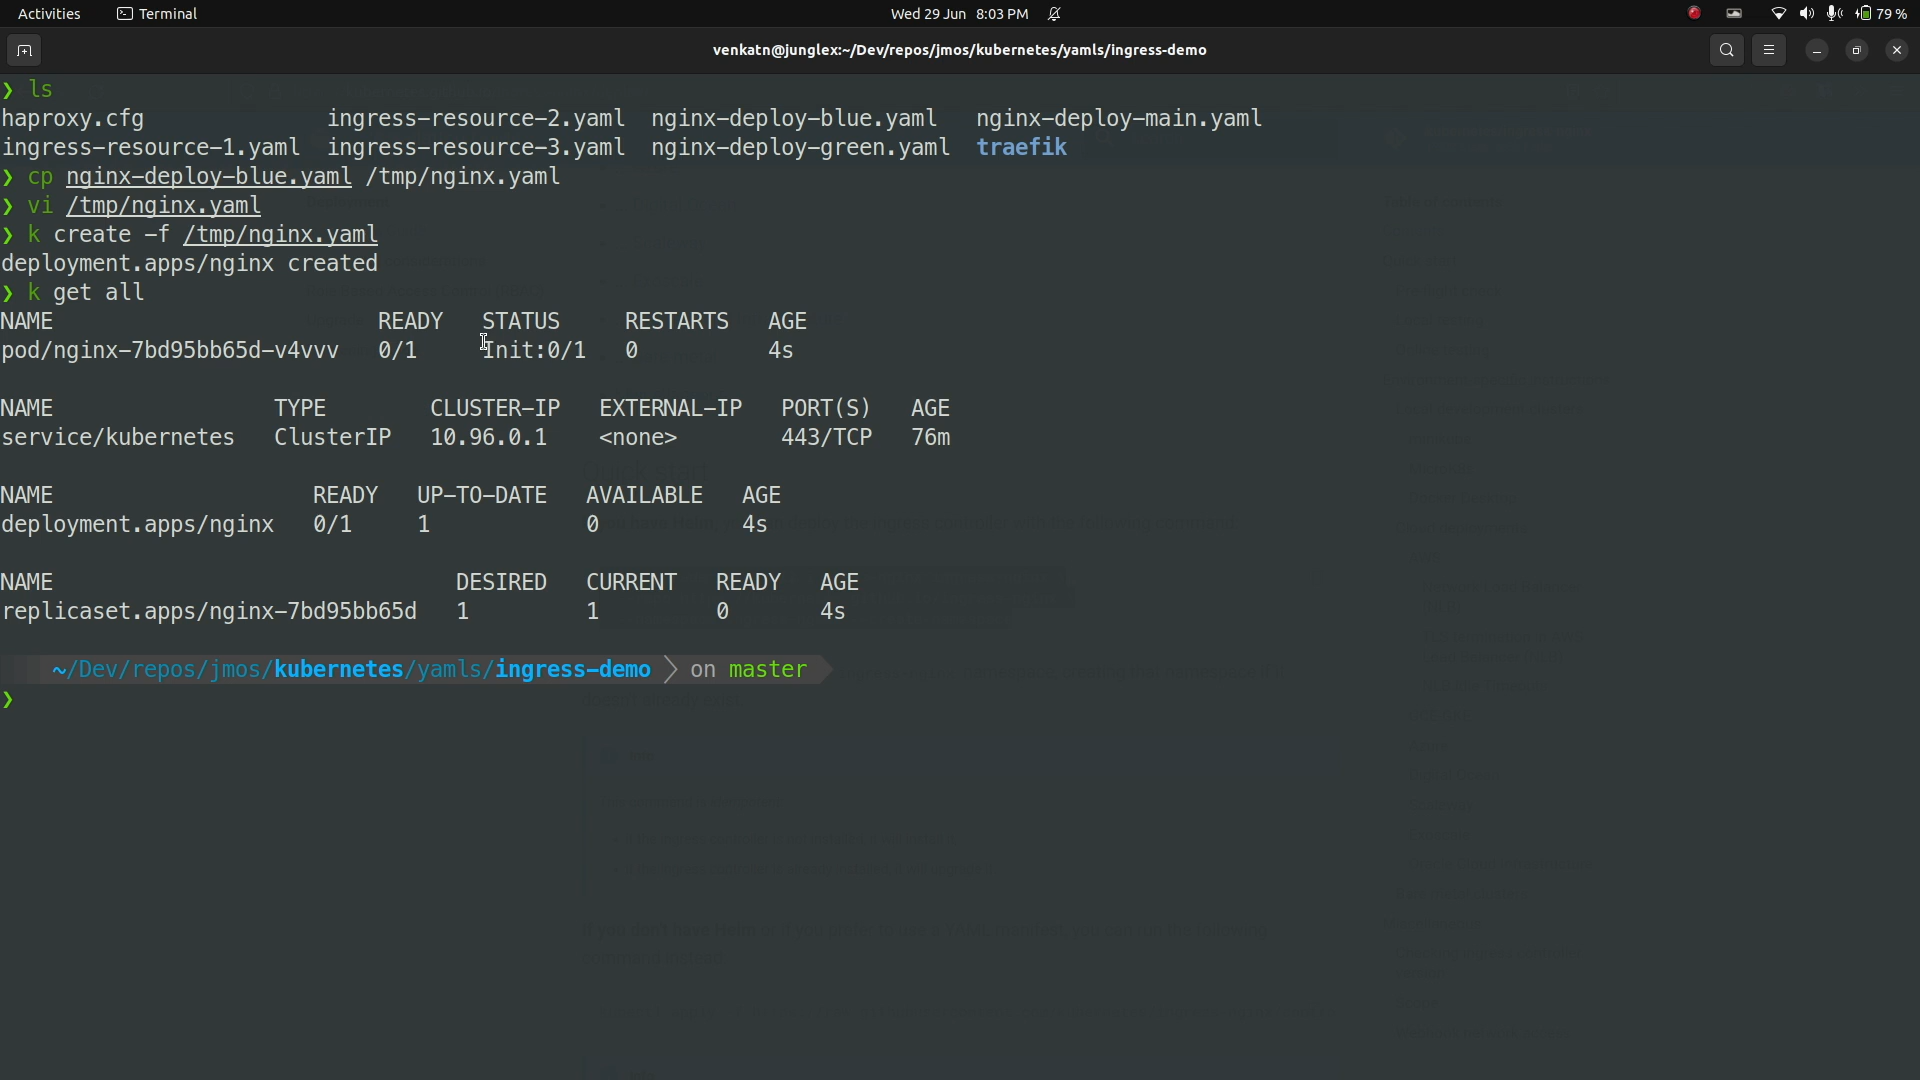 Activities Terminal Wed 29 Jun 8:03 PM 79 %
venkatn@junglex:~/Dev/repos/jmos/kubernetes/yamls/ingress-demo
❯ ls
haproxy.cfg ingress-resource-2.yaml nginx-deploy-blue.yaml nginx-deploy-main.yaml
ingress-resource-1.yaml ingress-resource-3.yaml nginx-deploy-green.yaml traefik
❯ cp nginx-deploy-blue.yaml /tmp/nginx.yaml
❯ vi /tmp/nginx.yaml
❯ k create -f /tmp/nginx.yaml
deployment.apps/nginx created
❯ k get all
NAME READY STATUS RESTARTS AGE
pod/nginx-7bd95bb65d-v4vvv 0/1 Init:0/1 0 4s
NAME TYPE CLUSTER-IP EXTERNAL-IP PORT(S) AGE
service/kubernetes ClusterIP 10.96.0.1 <none> 443/TCP 76m
NAME READY UP-TO-DATE AVAILABLE AGE
deployment.apps/nginx 0/1 1 0 4s
NAME DESIRED CURRENT READY AGE
replicaset.apps/nginx-7bd95bb65d 1 1 0 4s
~/Dev/repos/jmos/kubernetes/yamls/ingress-demo on master
❯